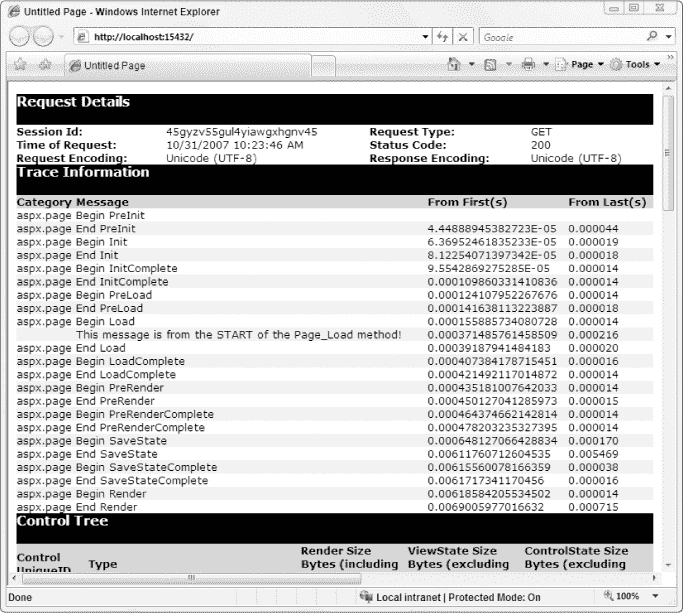 Untitled Page - Windows Internet Explorer
http://localhost:15432/
Google
Untitled Page
Page
Tools
Request Details
Session Id: 45gyzv55gul4yiawgxhgnv45 Request Type: GET
Time of Request: 10/31/2007 10:23:46 AM Status Code: 200
Request Encoding: Unicode (UTF-8) Response Encoding: Unicode (UTF-8)
Trace Information
Category Message From First(s) From Last(s)
aspx.page Begin PreInit
aspx.page End PreInit 4.44888945382723E-05 0.000044
aspx.page Begin Init 6.36952461835233E-05 0.000019
aspx.page End Init 8.12254071397342E-05 0.000018
aspx.page Begin InitComplete 9.5542869275285E-05 0.000014
aspx.page End InitComplete 0.000109860331410836 0.000014
aspx.page Begin PreLoad 0.000124107952267676 0.000014
aspx.page End PreLoad 0.000141638113223887 0.000018
aspx.page Begin Load 0.000155885734080728 0.000014
This message is from the START of the Page_Load method! 0.000371485761458509 0.000216
aspx.page End Load 0.00039187941484183 0.000020
aspx.page Begin LoadComplete 0.000407384178715451 0.000016
aspx.page End LoadComplete 0.000421492117014872 0.000014
aspx.page Begin PreRender 0.000435181007642033 0.000014
aspx.page End PreRender 0.000450127041285973 0.000015
aspx.page Begin PreRenderComplete 0.000464374662142814 0.000014
aspx.page End PreRenderComplete 0.000478203235327395 0.000014
aspx.page Begin SaveState 0.000648127066428834 0.000170
aspx.page End SaveState 0.00611760712604535 0.005469
aspx.page Begin SaveStateComplete 0.00615560078166359 0.000038
aspx.page End SaveStateComplete 0.0061717341170456 0.000016
aspx.page Begin Render 0.00618584205534502 0.000014
aspx.page End Render 0.0069005977016632 0.000715
Control Tree
Control UniqueID Type Render Size Bytes (including ViewState Size Bytes (excluding ControlState Size Bytes (excluding
Done Local intranet | Protected Mode: On 100%